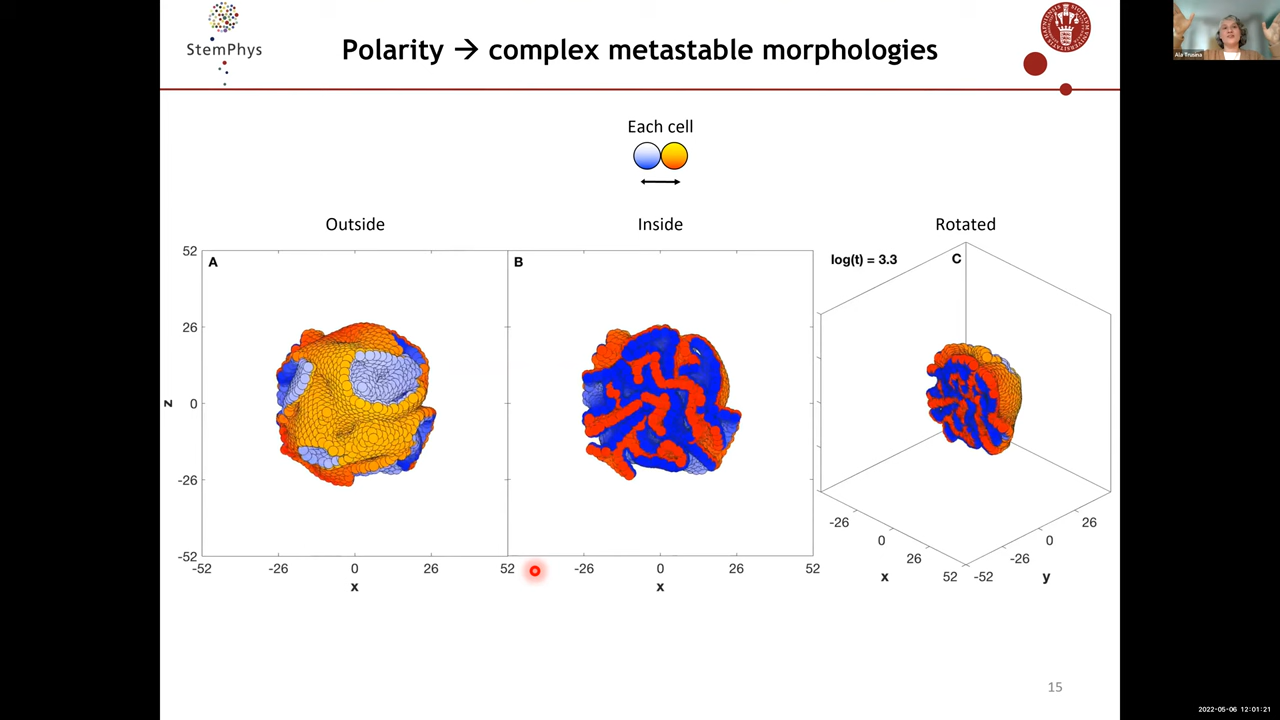 StemPhys
Polarity → complex metastable morphologies
Ala Trusina
Each cell
Outside
Inside
Rotated
A
B
log(t) = 3.3
C
52
26
0
-26
-52
z
-52
-26
0
26
52
x
-26
0
26
52
x
-26
0
26
52
x
-52
-26
0
26
y
15
2022-05-06 12:01:21